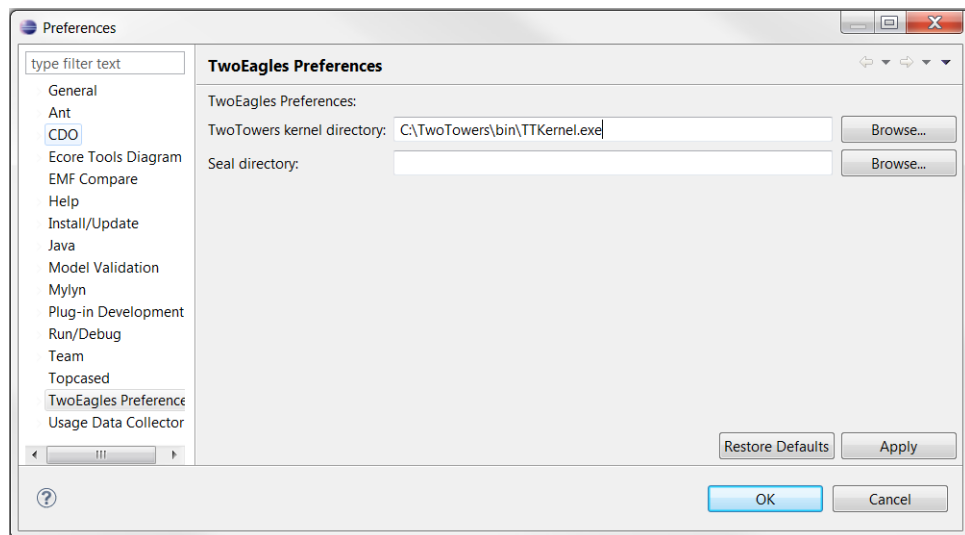 Preferences
type filter text
General
Ant
CDO
Ecore Tools Diagram
EMF Compare
Help
Install/Update
Java
Model Validation
Mylyn
Plug-in Development
Run/Debug
Team
Topcased
TwoEagles Preference
Usage Data Collector
TwoEagles Preferences
TwoEagles Preferences:
TwoTowers kernel directory: C:\TwoTowers\bin\TTKernel.exe Browse...
Seal directory: Browse...
Restore Defaults Apply
OK Cancel